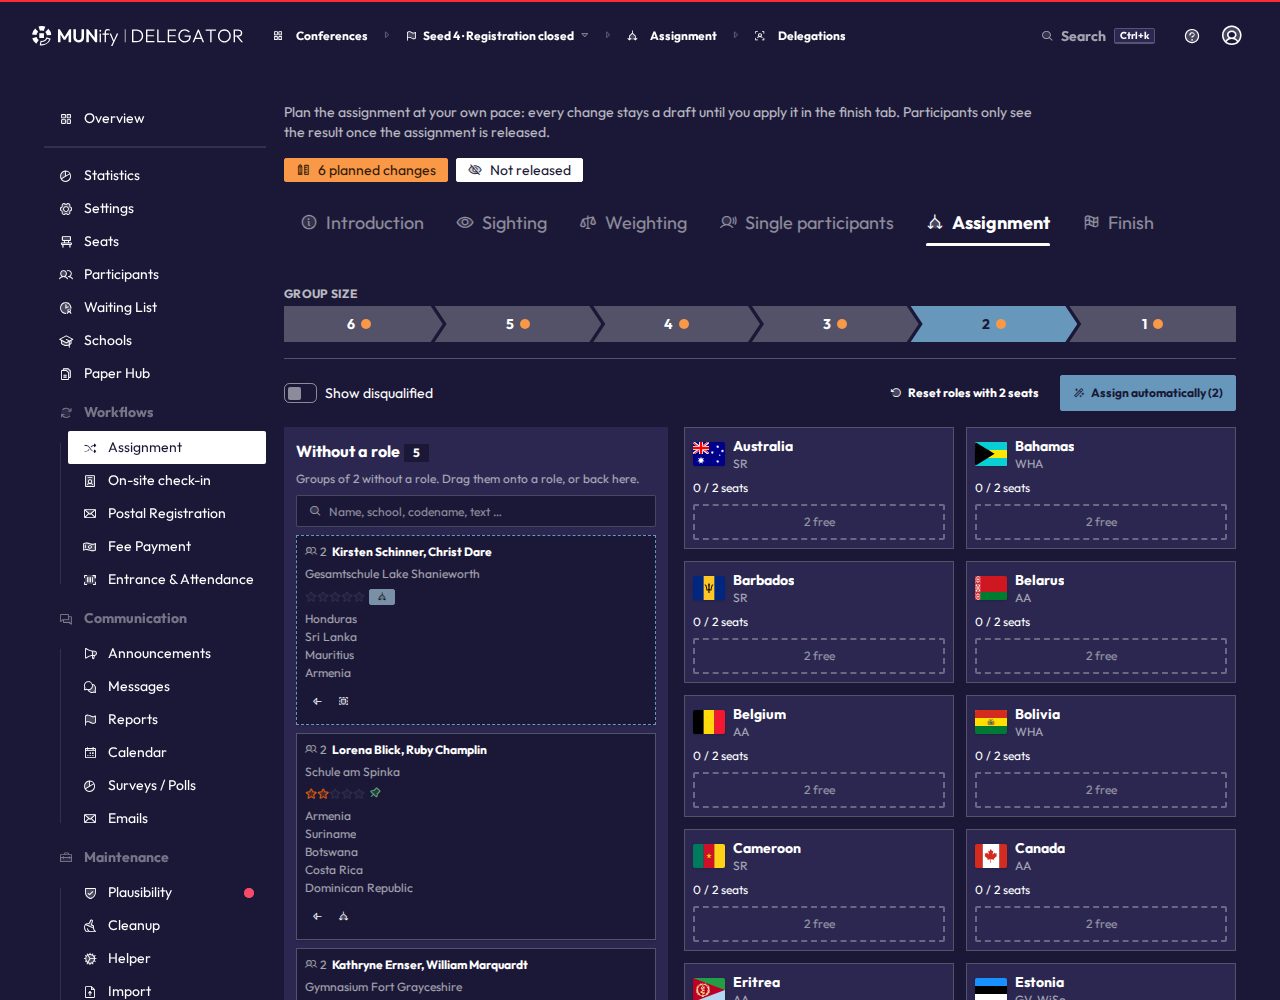 MUNify | DELEGATOR
Conferences
Seed 4 · Registration closed
Assignment
Delegations
Search Ctrl+k
Overview
Statistics
Settings
Seats
Participants
Waiting List
Schools
Paper Hub
Workflows
Assignment
On-site check-in
Postal Registration
Fee Payment
Entrance & Attendance
Communication
Announcements
Messages
Reports
Calendar
Surveys / Polls
Emails
Maintenance
Plausibility
Cleanup
Helper
Import
Plan the assignment at your own pace: every change stays a draft until you apply it in the finish tab. Participants only see
the result once the assignment is released.
6 planned changes
Not released
Introduction
Sighting
Weighting
Single participants
Assignment
Finish
GROUP SIZE
6
5
4
3
2
1
Show disqualified
Reset roles with 2 seats
Assign automatically (2)
Without a role 5
Groups of 2 without a role. Drag them onto a role, or back here.
Name, school, codename, text ...
2 Kirsten Schinner, Christ Dare
Gesamtschule Lake Shanieworth
Honduras
Sri Lanka
Mauritius
Armenia
2 Lorena Blick, Ruby Champlin
Schule am Spinka
Armenia
Suriname
Botswana
Costa Rica
Dominican Republic
2 Kathryne Ernser, William Marquardt
Gymnasium Fort Grayceshire
Australia
SR
0 / 2 seats
2 free
Bahamas
WHA
0 / 2 seats
2 free
Barbados
SR
0 / 2 seats
2 free
Belarus
AA
0 / 2 seats
2 free
Belgium
AA
0 / 2 seats
2 free
Bolivia
WHA
0 / 2 seats
2 free
Cameroon
SR
0 / 2 seats
2 free
Canada
AA
0 / 2 seats
2 free
Eritrea
AA
Estonia
GV, WiSo